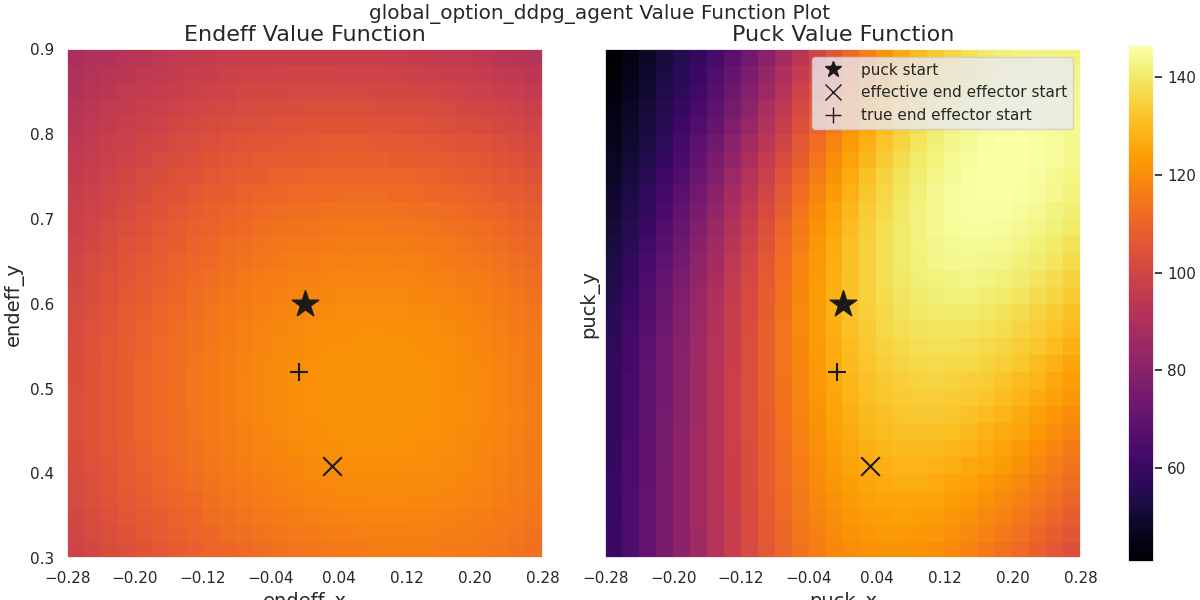 global_option_ddpg_agent Value Function Plot
Endeff Value Function
Puck Value Function
0.9
0.8
0.7
0.6
0.5
0.4
0.3
endeff_y
−0.28 −0.20 −0.12 −0.04 0.04 0.12 0.20 0.28
endeff_x
puck start
effective end effector start
true end effector start
puck_y
−0.28 −0.20 −0.12 −0.04 0.04 0.12 0.20 0.28
puck_x
140
120
100
80
60